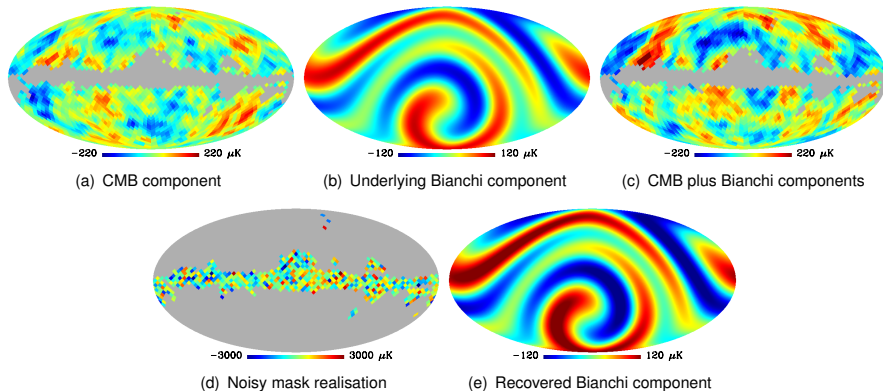 -220 220 μK -120 120 μK -220 220 μK
(a) CMB component (b) Underlying Bianchi component (c) CMB plus Bianchi components
-3000 3000 μK -120 120 μK
(d) Noisy mask realisation (e) Recovered Bianchi component